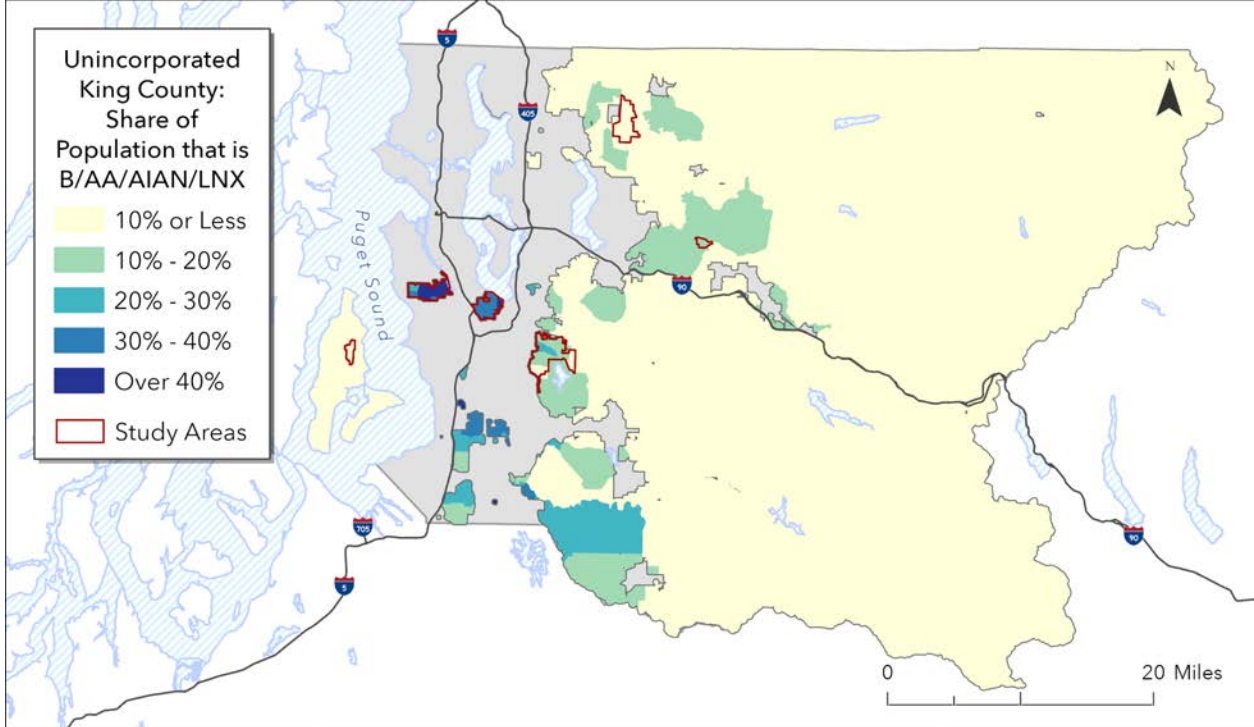 Unincorporated
King County:
Share of
Population that is
B/AA/AIAN/LNX
10% or Less
10% - 20%
20% - 30%
30% - 40%
Over 40%
Study Areas
Puget Sound
5
405
90
705
5
90
N
0 20 Miles